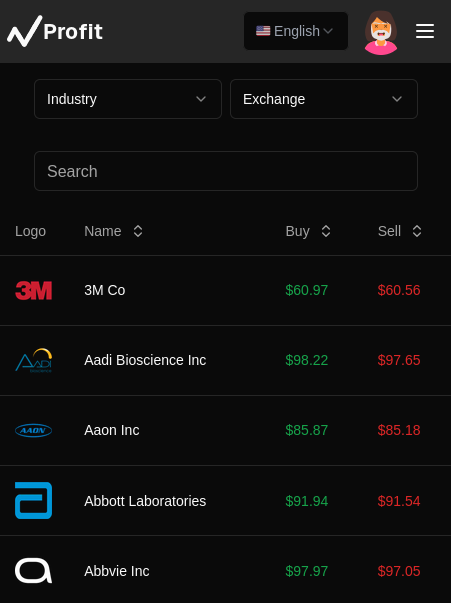 Profit
English
Industry
Exchange
Search
Logo Name Buy Sell
3M 3M Co $60.97 $60.56
AADI Aadi Bioscience Inc $98.22 $97.65
AAON Aaon Inc $85.87 $85.18
Abbott Laboratories $91.94 $91.54
Abbvie Inc $97.97 $97.05